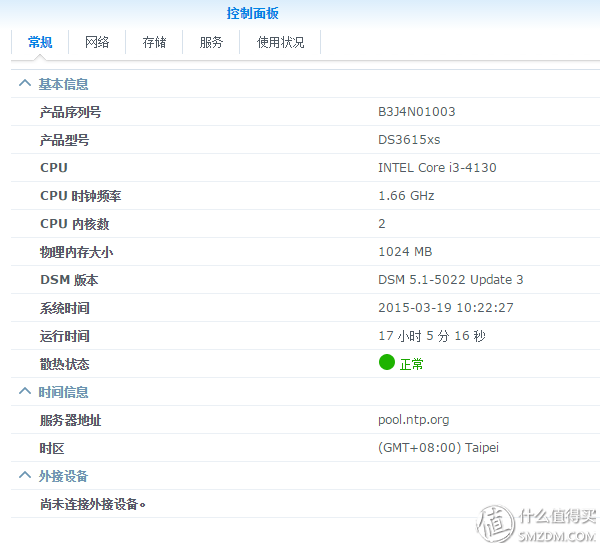 控制面板
常规 网络 存储 服务 使用状况
基本信息
产品序列号 B3J4N01003
产品型号 DS3615xs
CPU INTEL Core i3-4130
CPU 时钟频率 1.66 GHz
CPU 内核数 2
物理内存大小 1024 MB
DSM 版本 DSM 5.1-5022 Update 3
系统时间 2015-03-19 10:22:27
运行时间 17 小时 5 分 16 秒
散热状态 正常
时间信息
服务器地址 pool.ntp.org
时区 (GMT+08:00) Taipei
外接设备
尚未连接外接设备。
值 什么值得买
SMZDM.COM